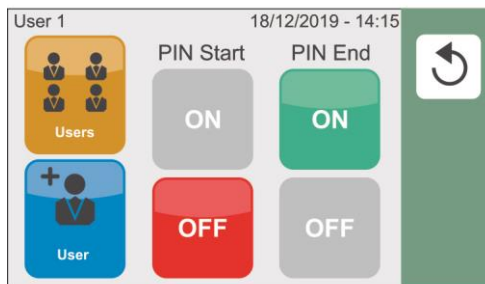 User 1 18/12/2019 - 14:15
PIN Start PIN End
Users ON ON
User OFF OFF